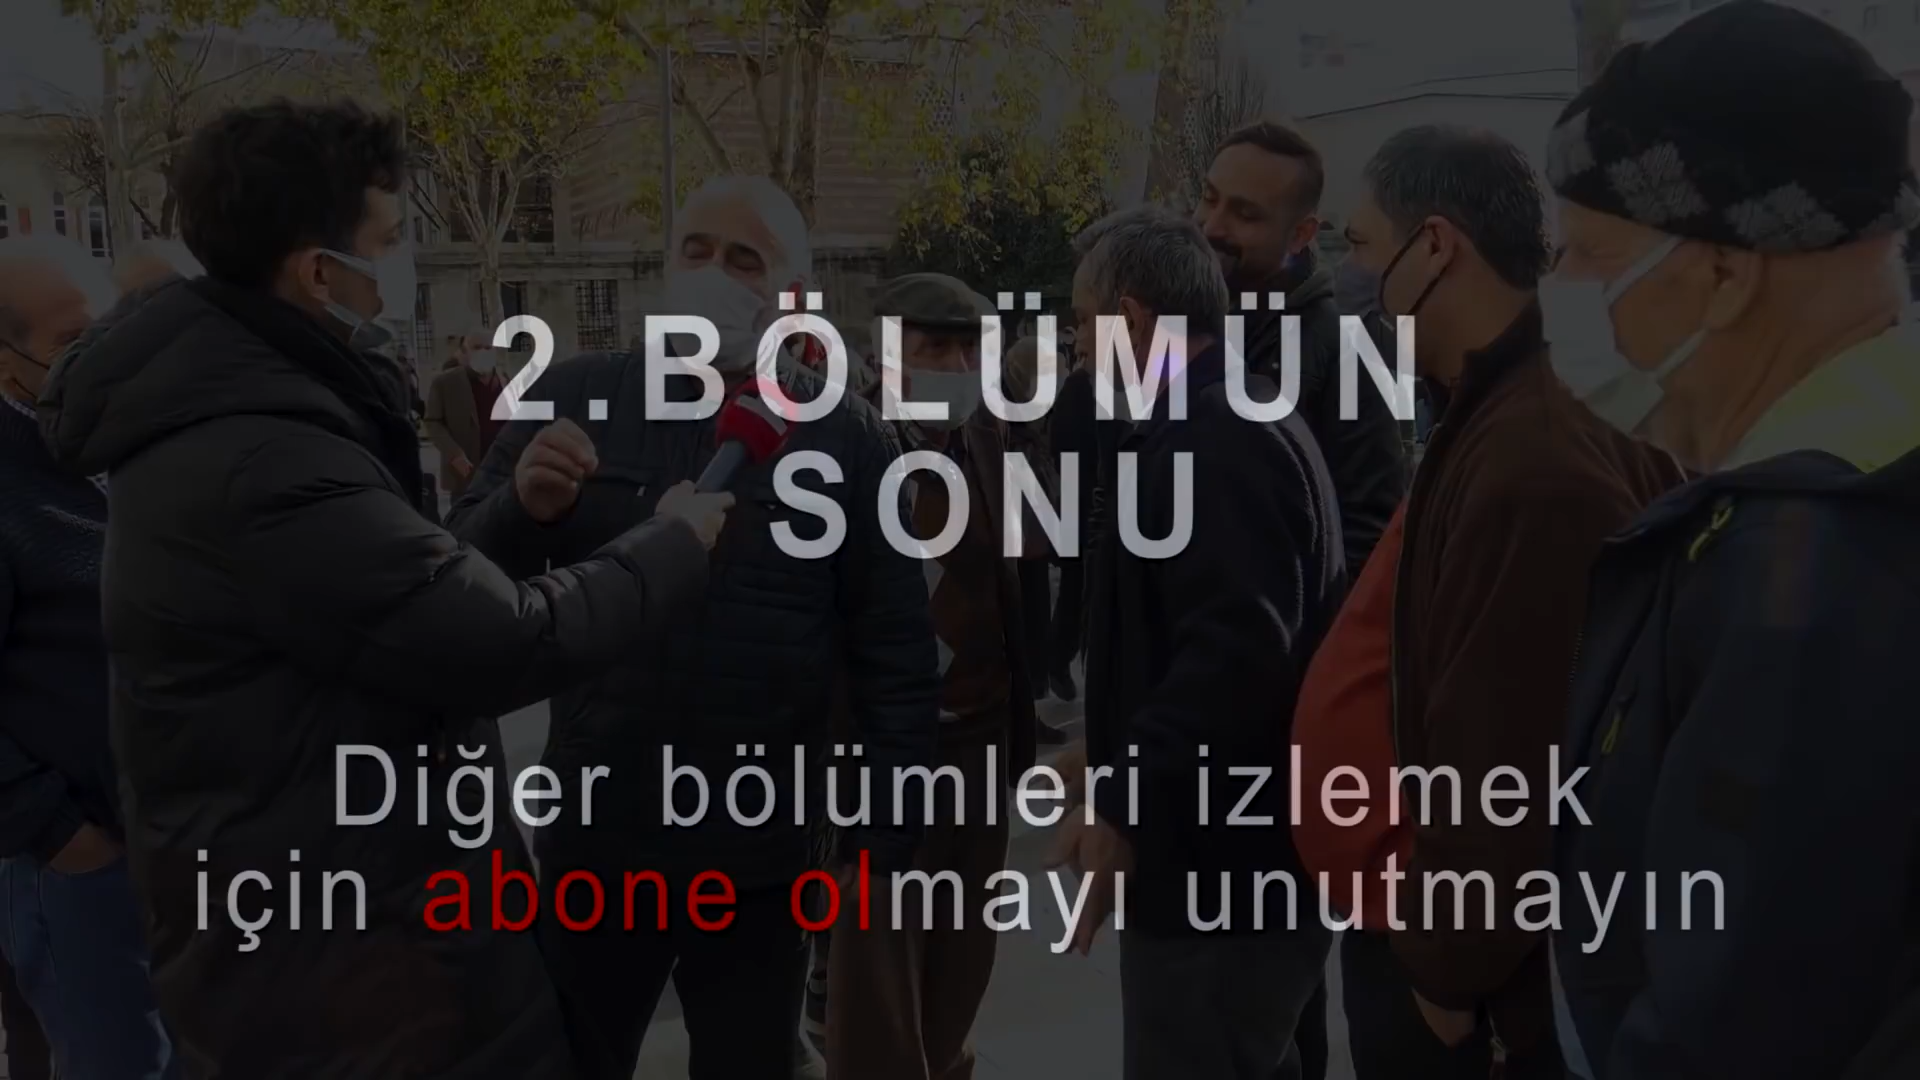 2.BÖLÜMÜN
SONU
Diğer bölümleri izlemek
için abone olmayı unutmayın